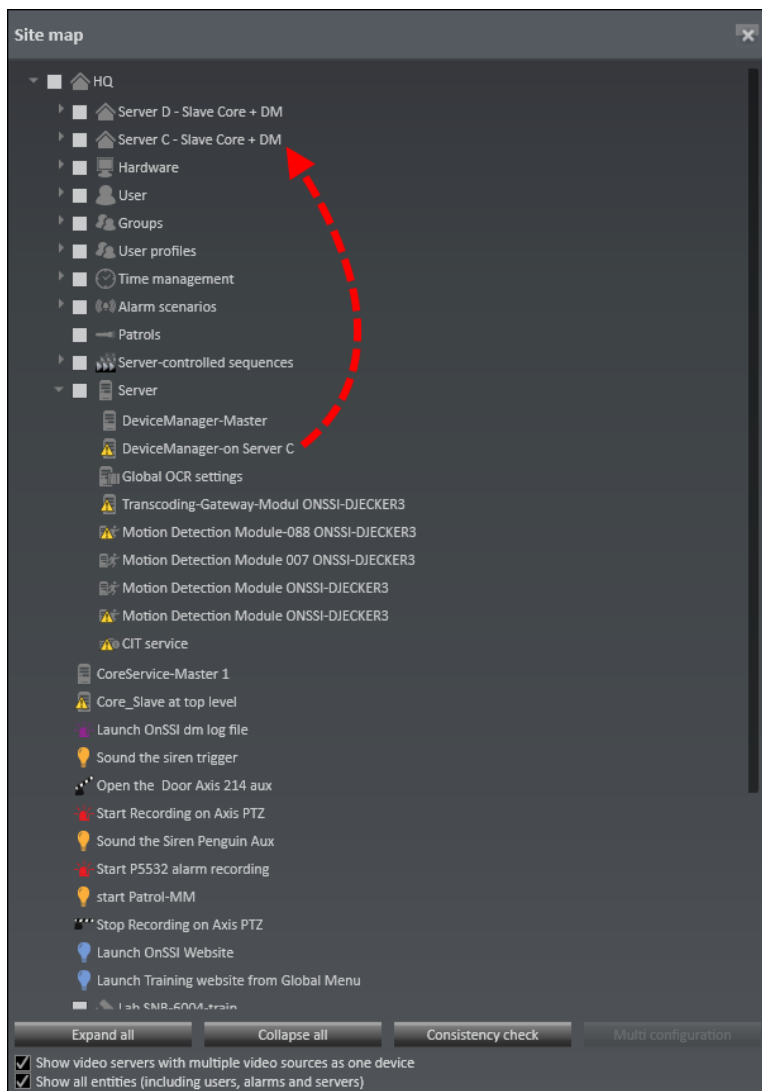 Site map
HQ
Server D - Slave Core + DM
Server C - Slave Core + DM
Hardware
User
Groups
User profiles
Time management
Alarm scenarios
Patrols
Server-controlled sequences
Server
DeviceManager-Master
DeviceManager-on Server C
Global OCR settings
Transcoding-Gateway-Modul ONSSI-DJECKER3
Motion Detection Module-088 ONSSI-DJECKER3
Motion Detection Module 007 ONSSI-DJECKER3
Motion Detection Module ONSSI-DJECKER3
Motion Detection Module ONSSI-DJECKER3
CIT service
CoreService-Master 1
Core_Slave at top level
Launch OnSSI dm log file
Sound the siren trigger
Open the Door Axis 214 aux
Start Recording on Axis PTZ
Sound the Siren Penguin Aux
Start P5532 alarm recording
start Patrol-MM
Stop Recording on Axis PTZ
Launch OnSSI Website
Launch Training website from Global Menu
Lab SNB-6004-train
Expand all Collapse all Consistency check Multi configuration
Show video servers with multiple video sources as one device
Show all entities (including users, alarms and servers)